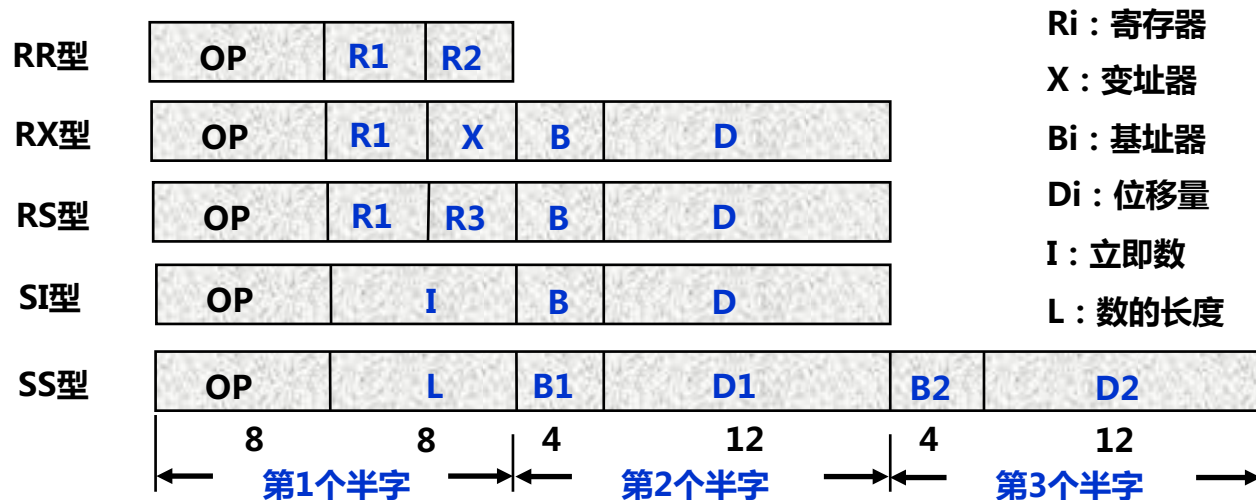 RR型 OP R1 R2
RX型 OP R1 X B D
RS型 OP R1 R3 B D
SI型 OP I B D
SS型 OP L B1 D1 B2 D2
8 8 4 12 4 12
第1个半字 第2个半字 第3个半字
Ri：寄存器
X：变址器
Bi：基址器
Di：位移量
I：立即数
L：数的长度